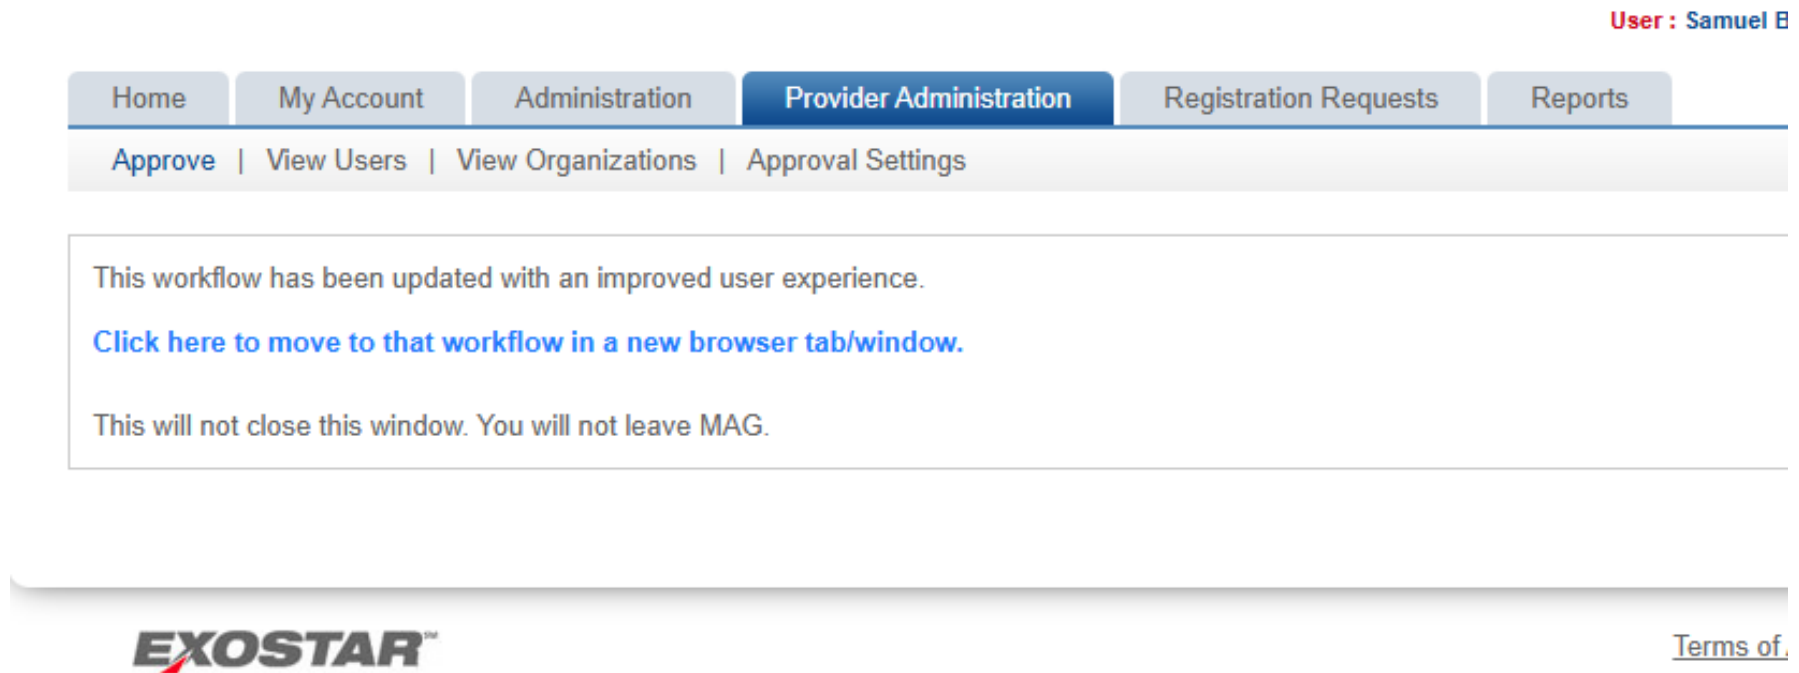 User : Samuel B
Home My Account Administration Provider Administration Registration Requests Reports
Approve | View Users | View Organizations | Approval Settings
This workflow has been updated with an improved user experience.
Click here to move to that workflow in a new browser tab/window.
This will not close this window. You will not leave MAG.
EXOSTAR℠
Terms of